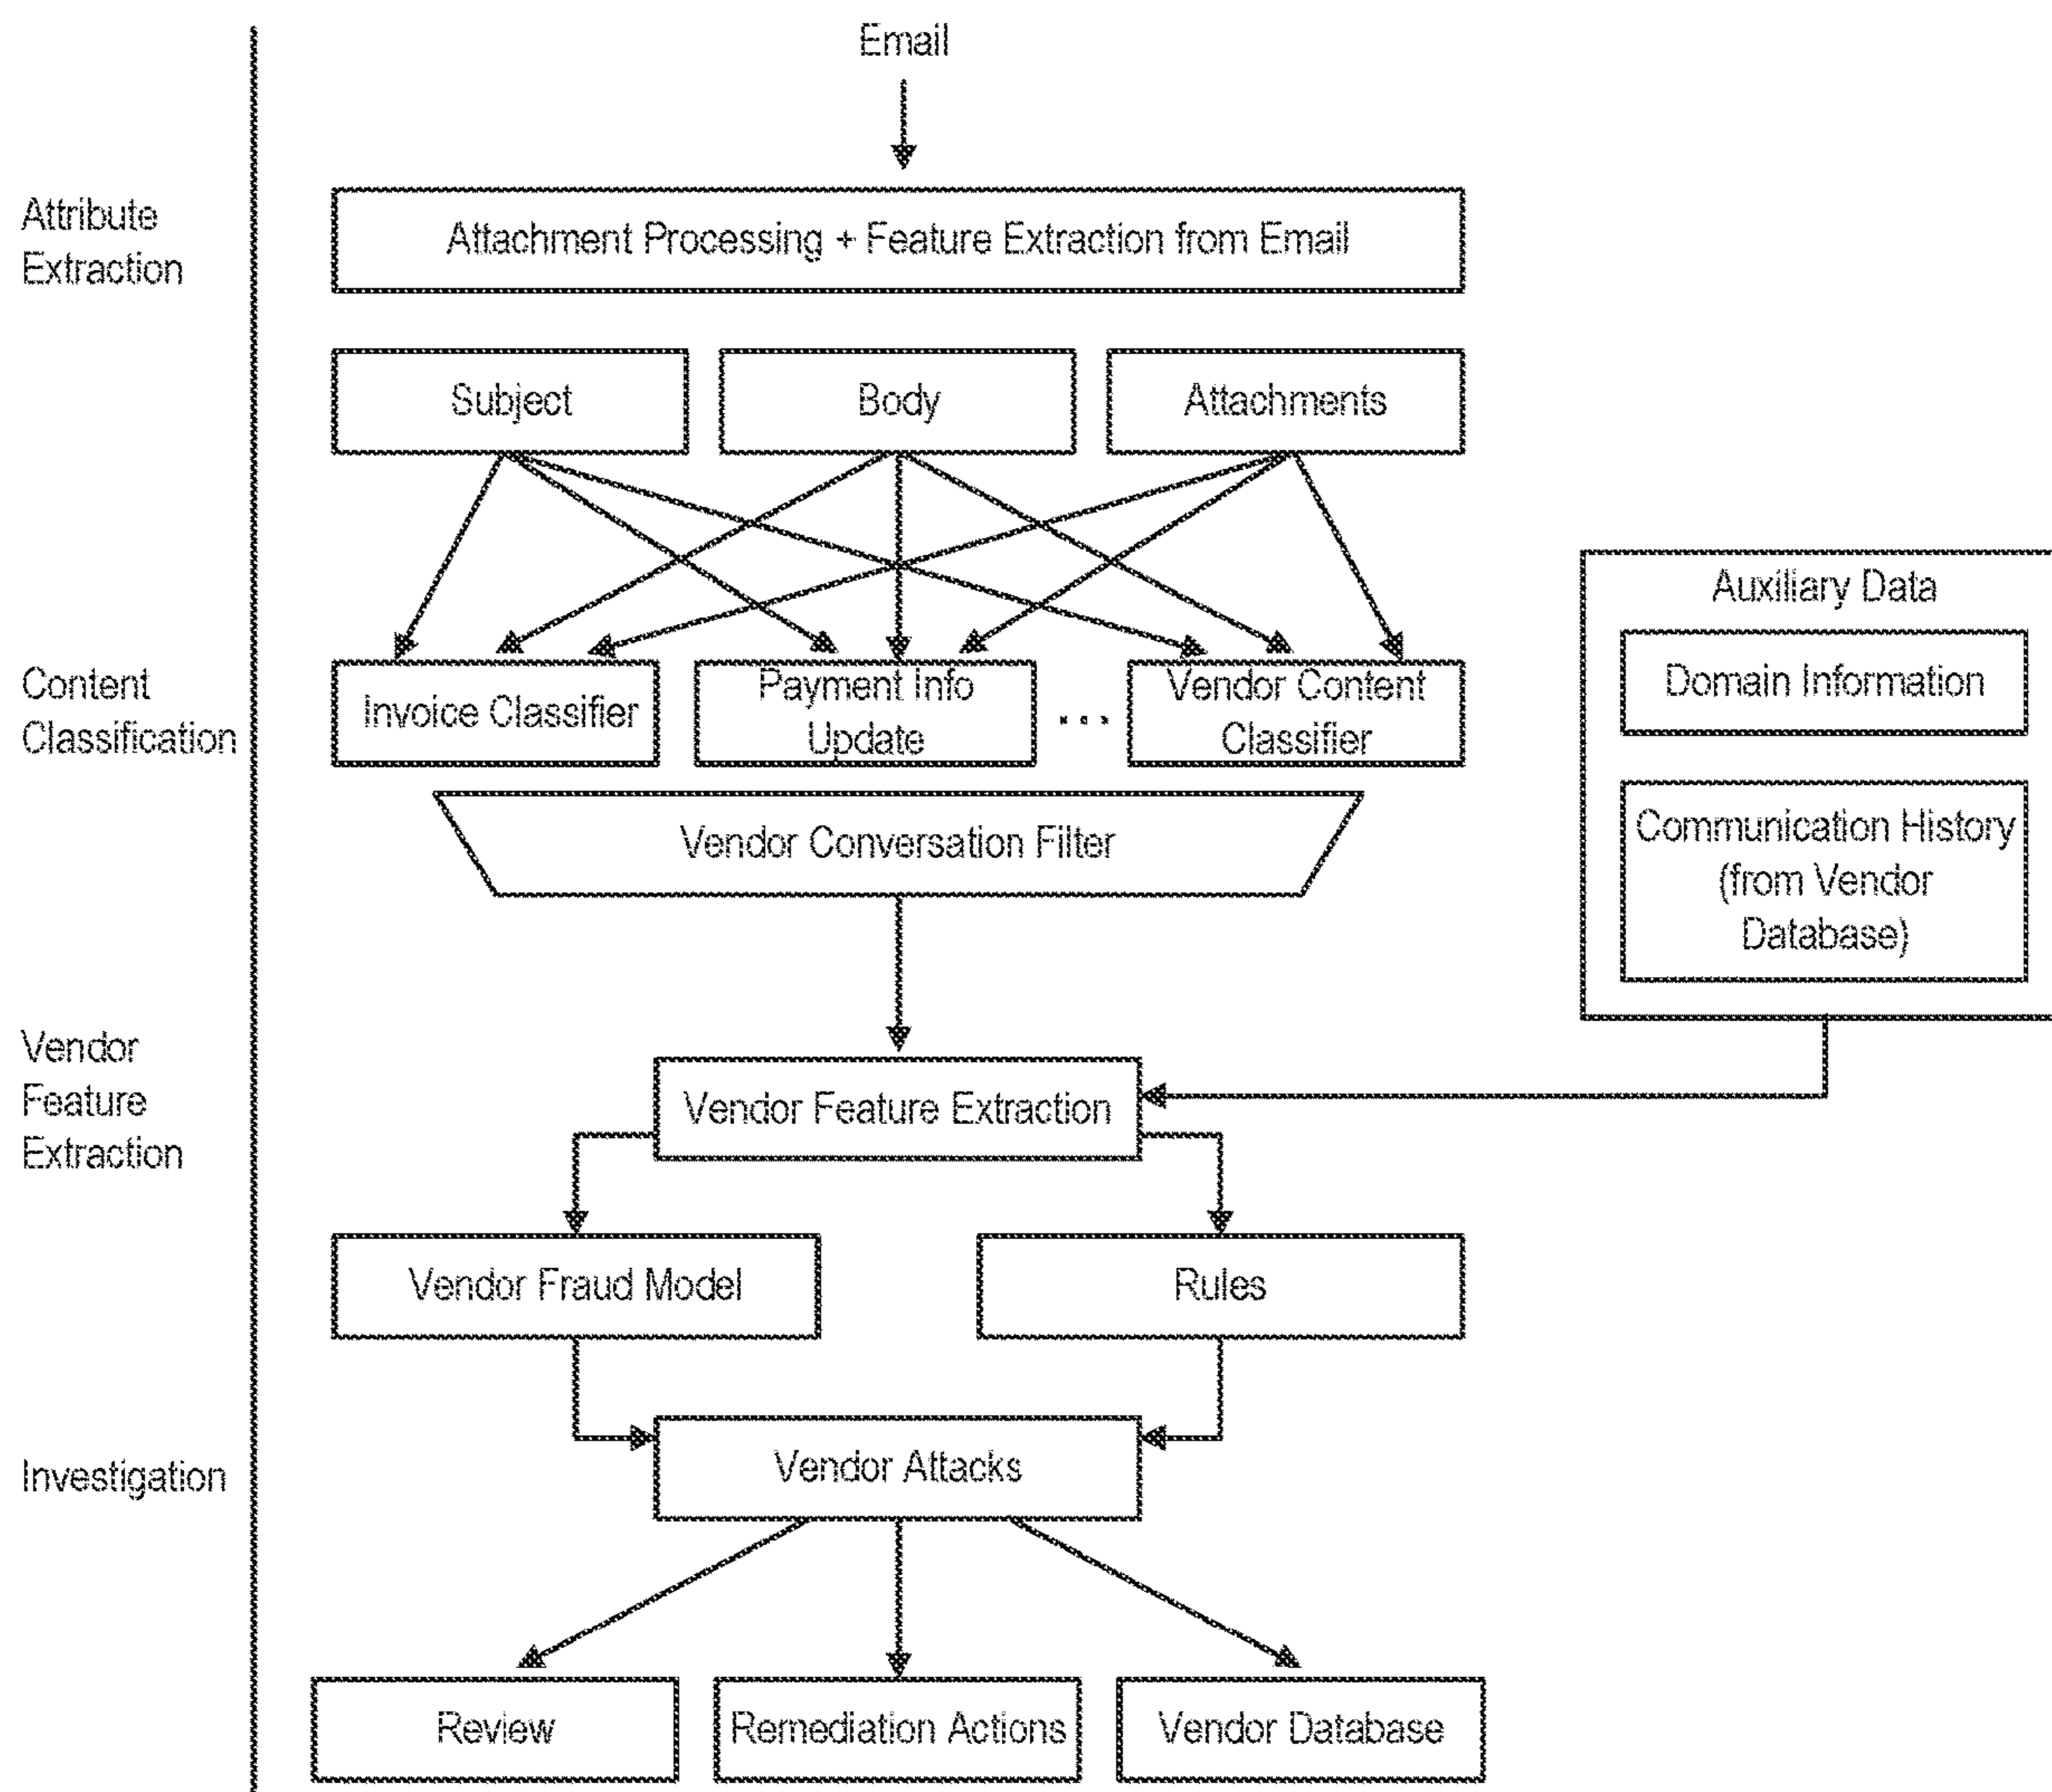 Email
Attribute
Extraction
Attachment Processing + Feature Extraction from Email
Subject
Body
Attachments
Content
Classification
Invoice Classifier
Payment Info
Update
...
Vendor Content
Classifier
Auxiliary Data
Domain Information
Communication History
(from Vendor
Database)
Vendor Conversation Filter
Vendor
Feature
Extraction
Vendor Feature Extraction
Vendor Fraud Model
Rules
Investigation
Vendor Attacks
Review
Remediation Actions
Vendor Database